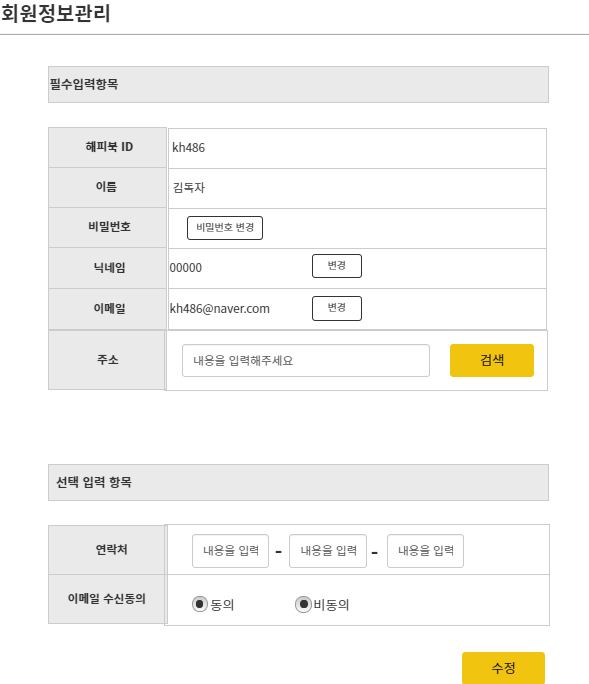 회원정보관리
필수입력항목
해피북 ID kh486
이름 김독자
비밀번호 비밀번호 변경
닉네임 00000 변경
이메일 kh486@naver.com 변경
주소 내용을 입력해주세요 검색
선택 입력 항목
연락처 내용을 입력 - 내용을 입력 - 내용을 입력
이메일 수신동의 동의 비동의
수정